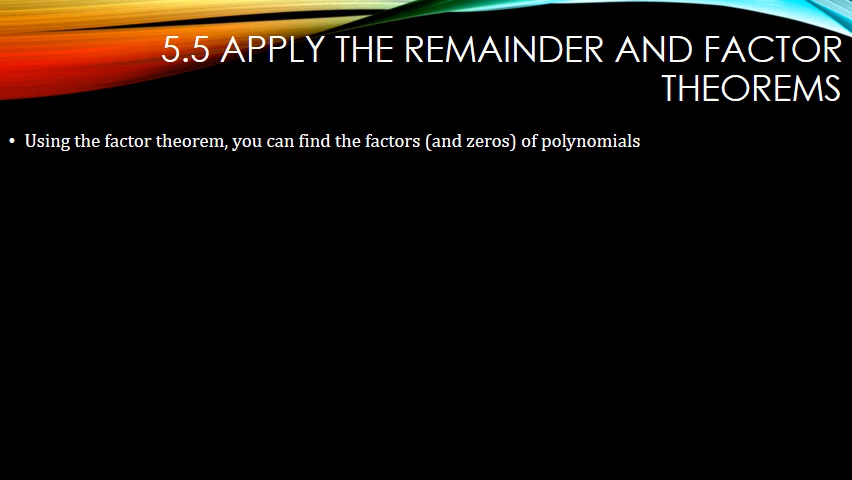 5.5 APPLY THE REMAINDER AND FACTOR
THEOREMS
• Using the factor theorem, you can find the factors (and zeros) of polynomials